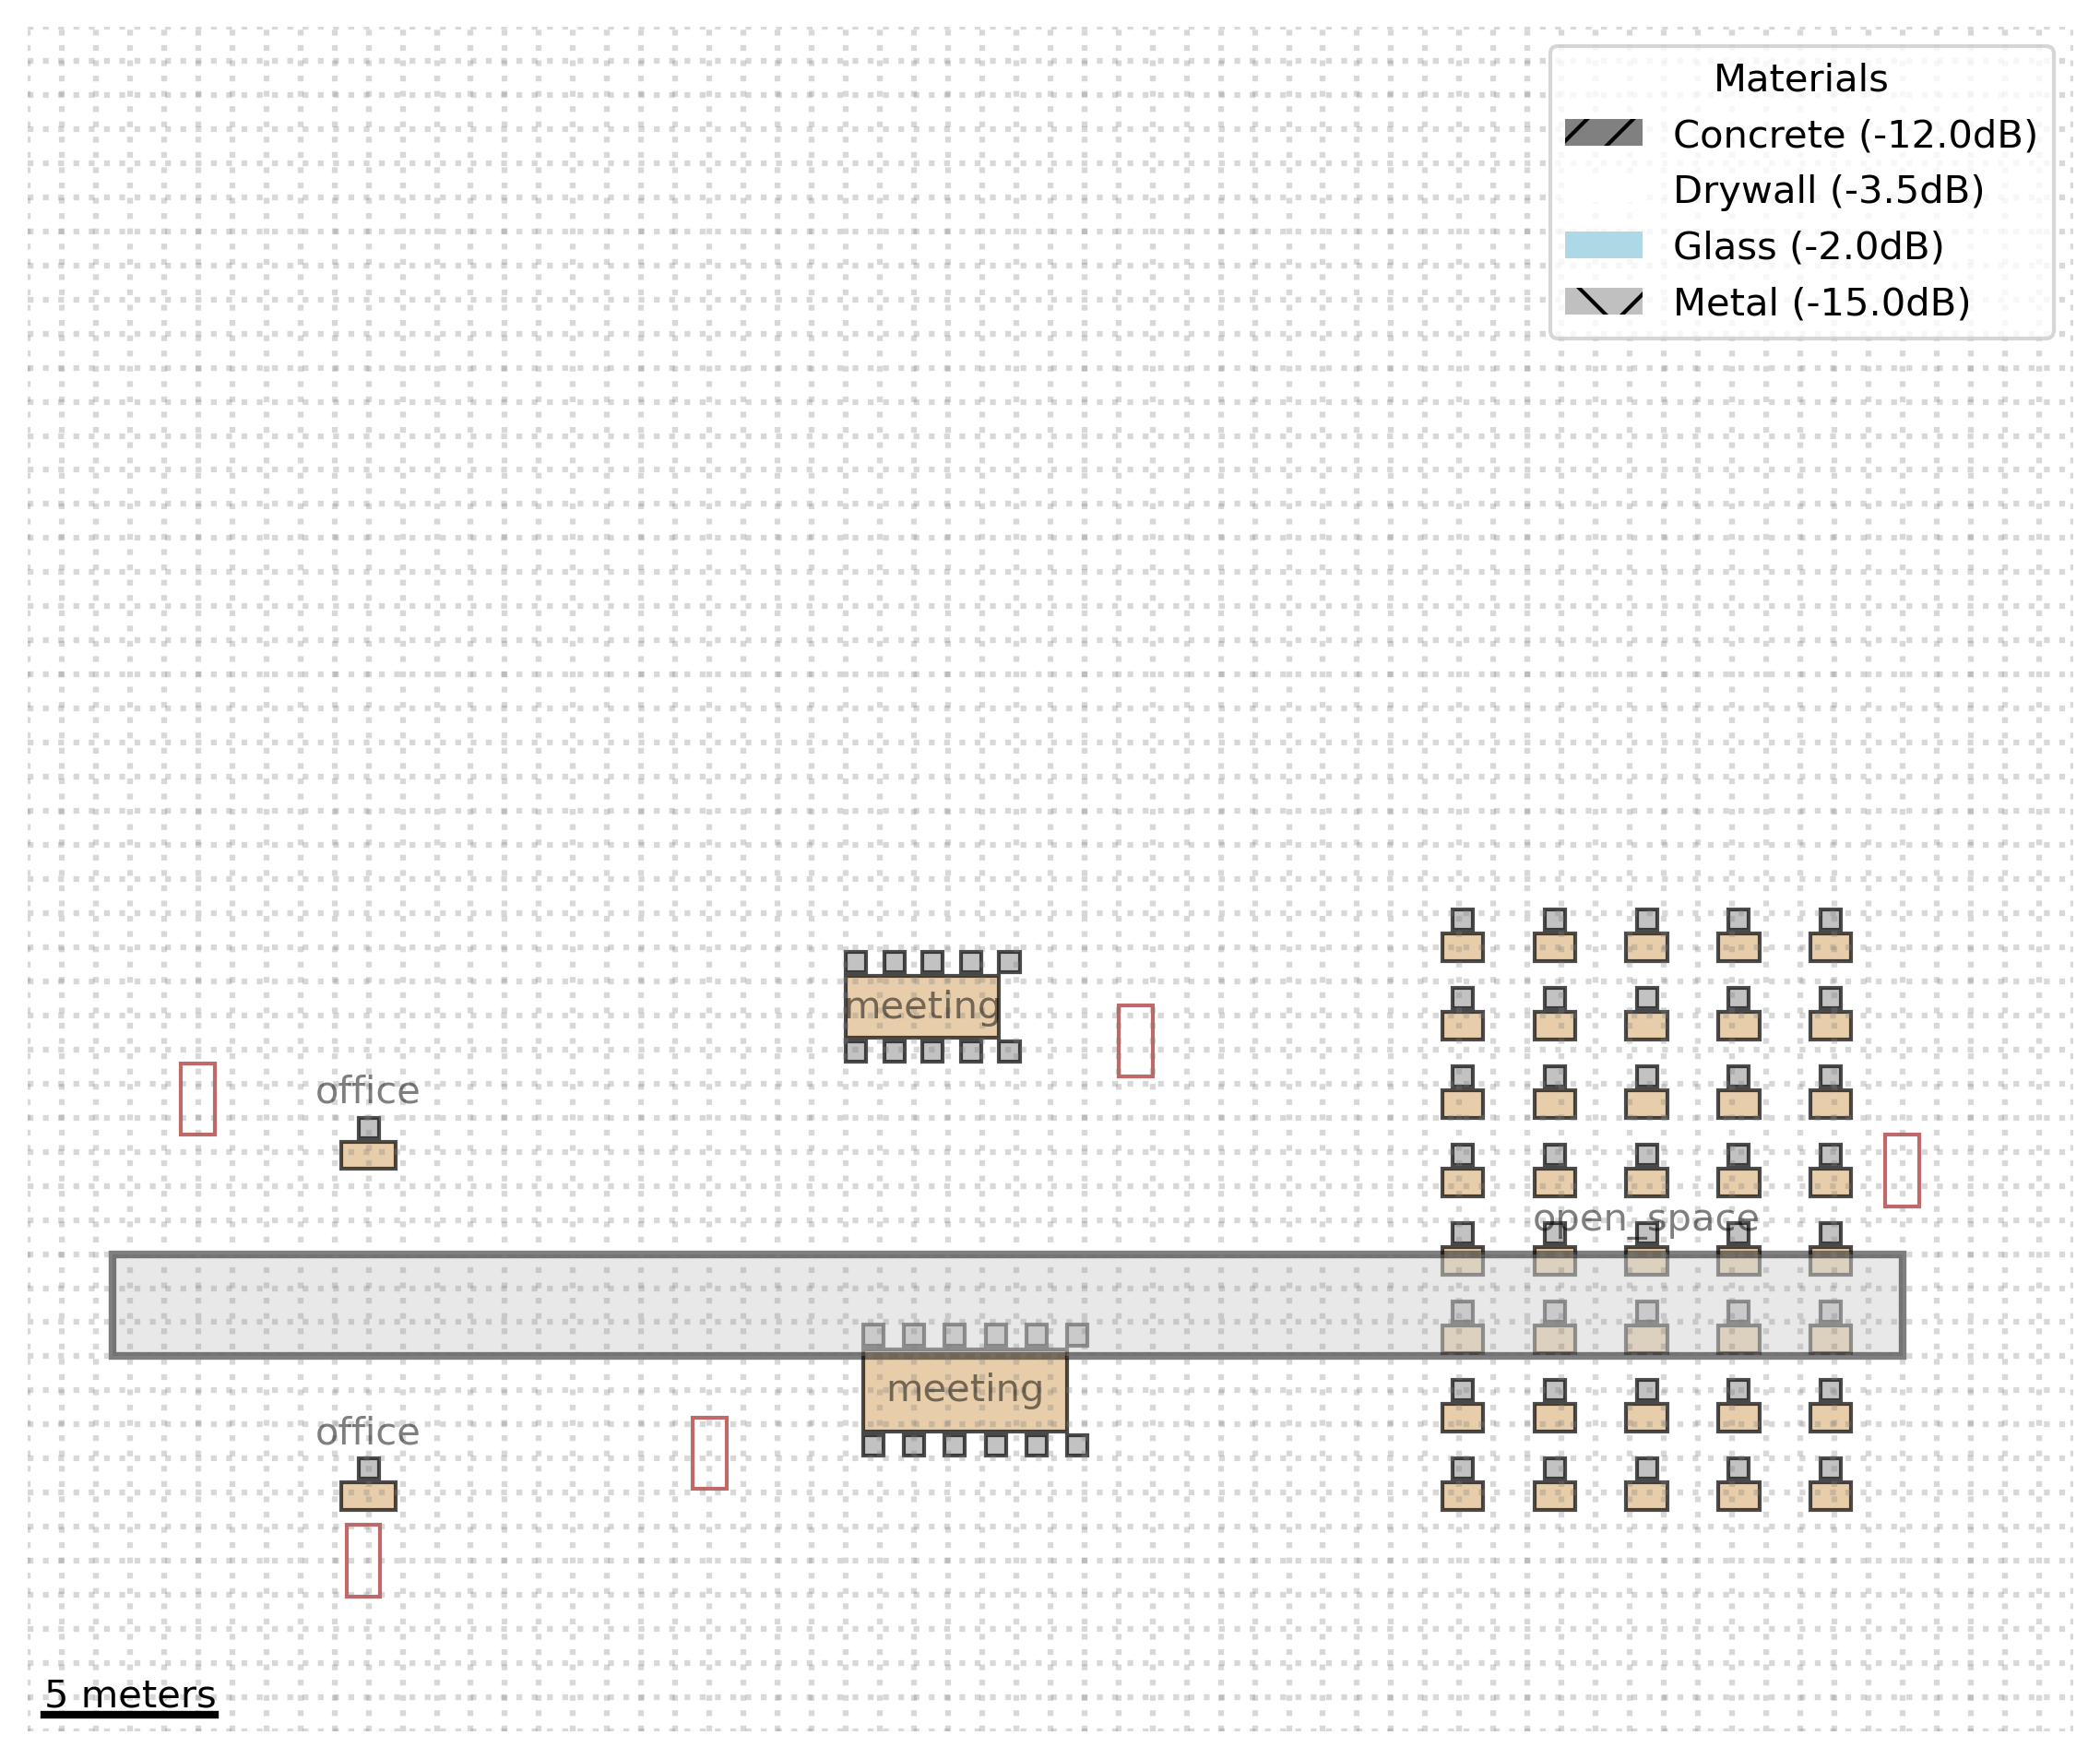 Materials
Concrete (-12.0dB)
Drywall (-3.5dB)
Glass (-2.0dB)
Metal (-15.0dB)
meeting
office
open_space
meeting
office
5 meters